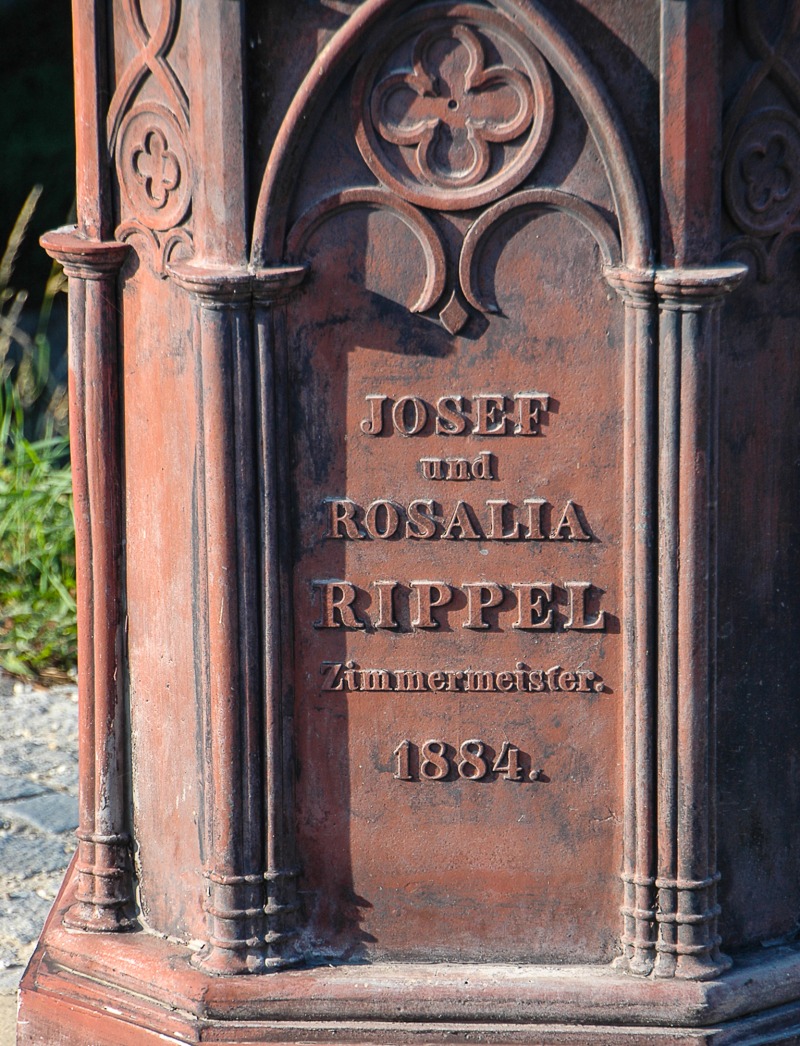 JOSEF
und
ROSALIA
RIPPEL
Zimmermeister.
1884.